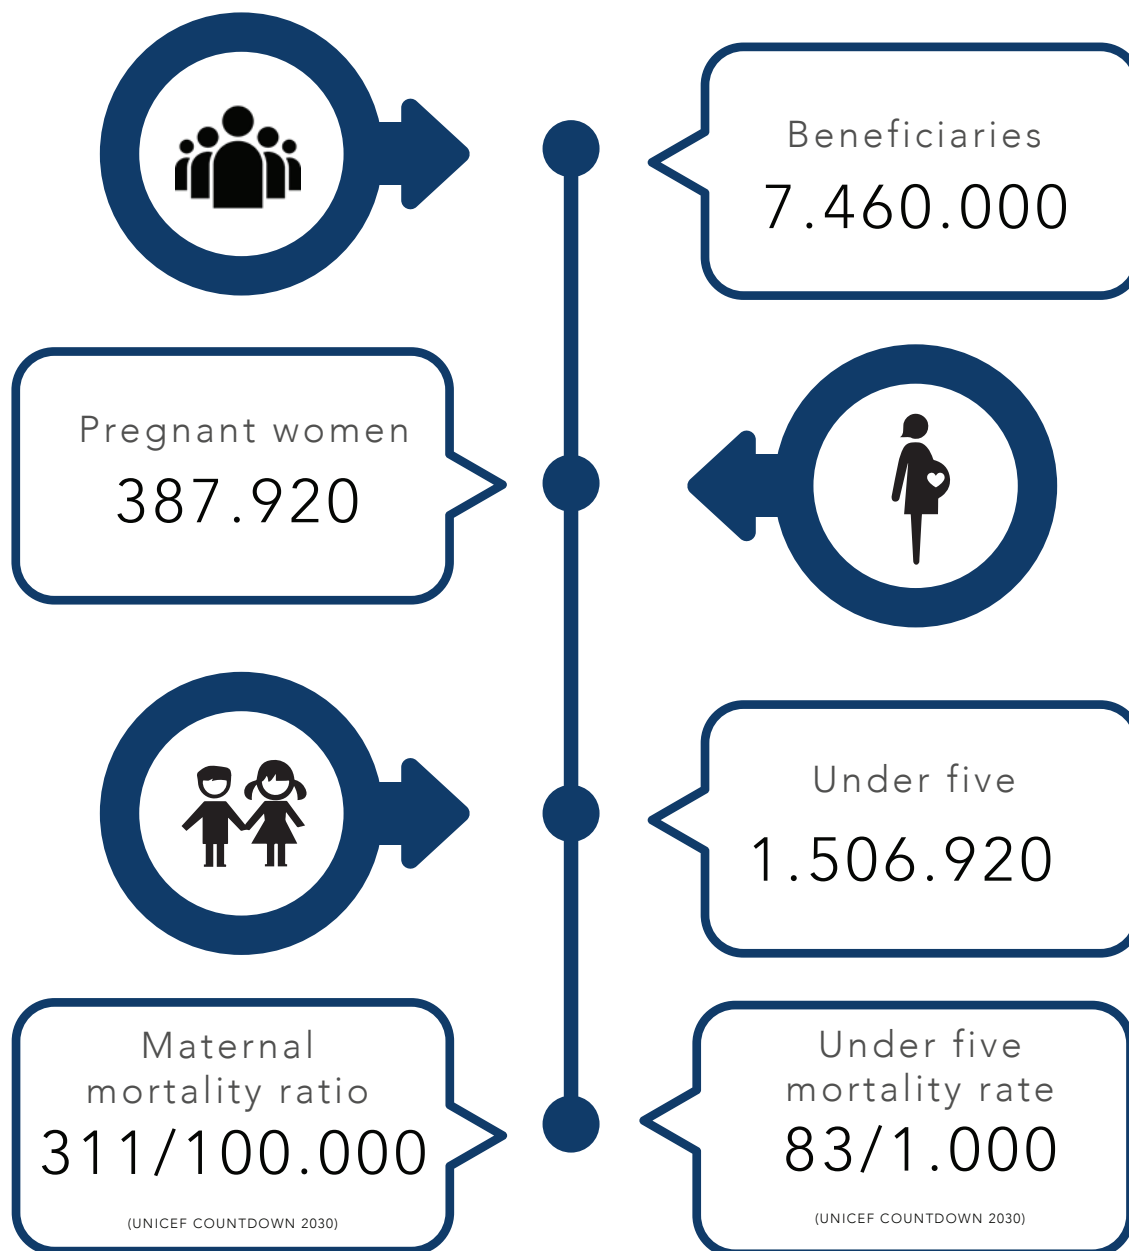 Beneficiaries
7.460.000
Pregnant women
387.920
Under five
1.506.920
Maternal
mortality ratio
311/100.000
(UNICEF COUNTDOWN 2030)
Under five
mortality rate
83/1.000
(UNICEF COUNTDOWN 2030)